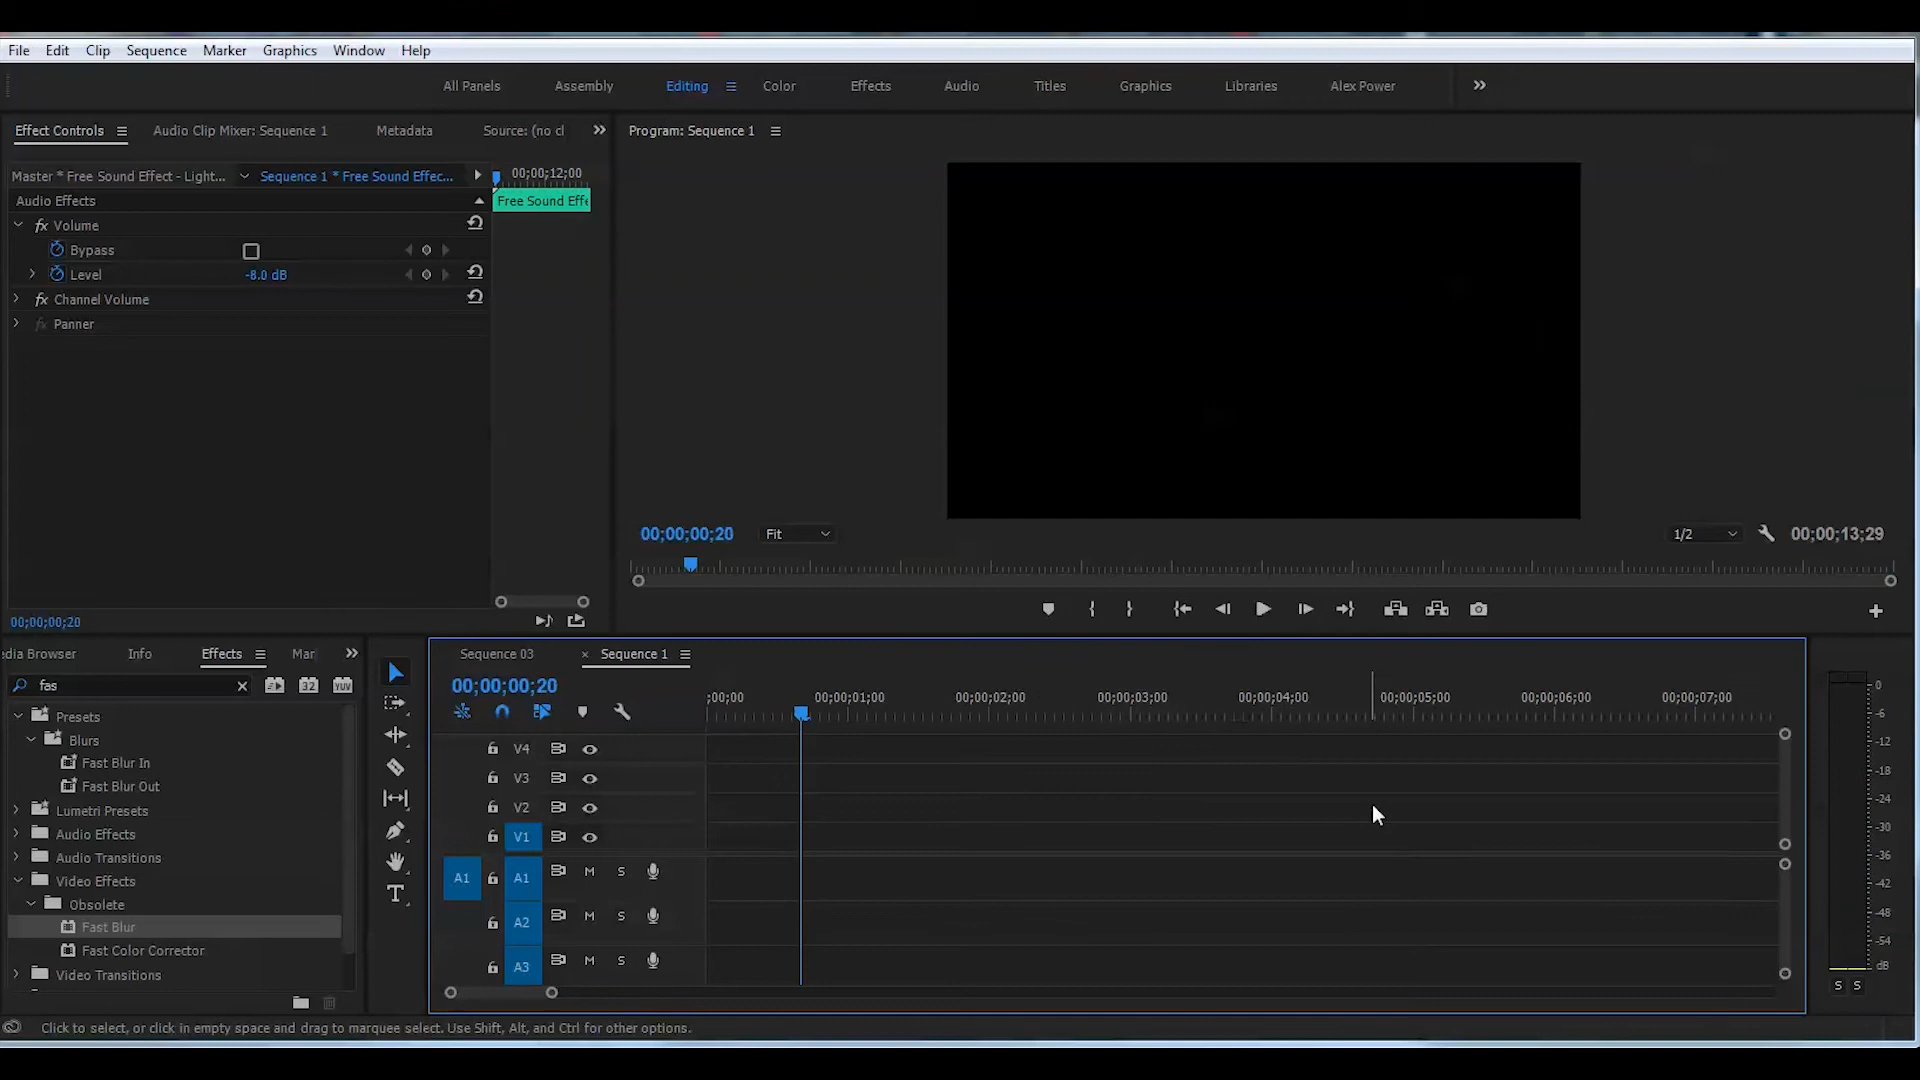 File Edit Clip Sequence Marker Graphics Window Help
All Panels Assembly Editing Color Effects Audio Titles Graphics Libraries Alex Power
Effect Controls Audio Clip Mixer: Sequence 1 Metadata Source: (no cl
Program: Sequence 1
Master * Free Sound Effect - Light... Sequence 1 * Free Sound Effec... 00;00;12;00
Audio Effects Free Sound Effe
fx Volume
Bypass
Level -8.0 dB
fx Channel Volume
fx Panner
00;00;00;20 Fit 1/2 00;00;13;29
00;00;00;20
edia Browser Info Effects Mar
fas 32 YUV
Presets
Blurs
Fast Blur In
Fast Blur Out
Lumetri Presets
Audio Effects
Audio Transitions
Video Effects
Obsolete
Fast Blur
Fast Color Corrector
Video Transitions
T
Sequence 03 × Sequence 1
00;00;00;20
;00;00 00;00;01;00 00;00;02;00 00;00;03;00 00;00;04;00 00;00;05;00 00;00;06;00 00;00;07;00
V4
V3
V2
V1
A1 A1 M S
A2 M S
A3 M S
0
-6
-12
-18
-24
-30
-36
-42
-48
-54
dB
S S
Click to select, or click in empty space and drag to marquee select. Use Shift, Alt, and Ctrl for other options.